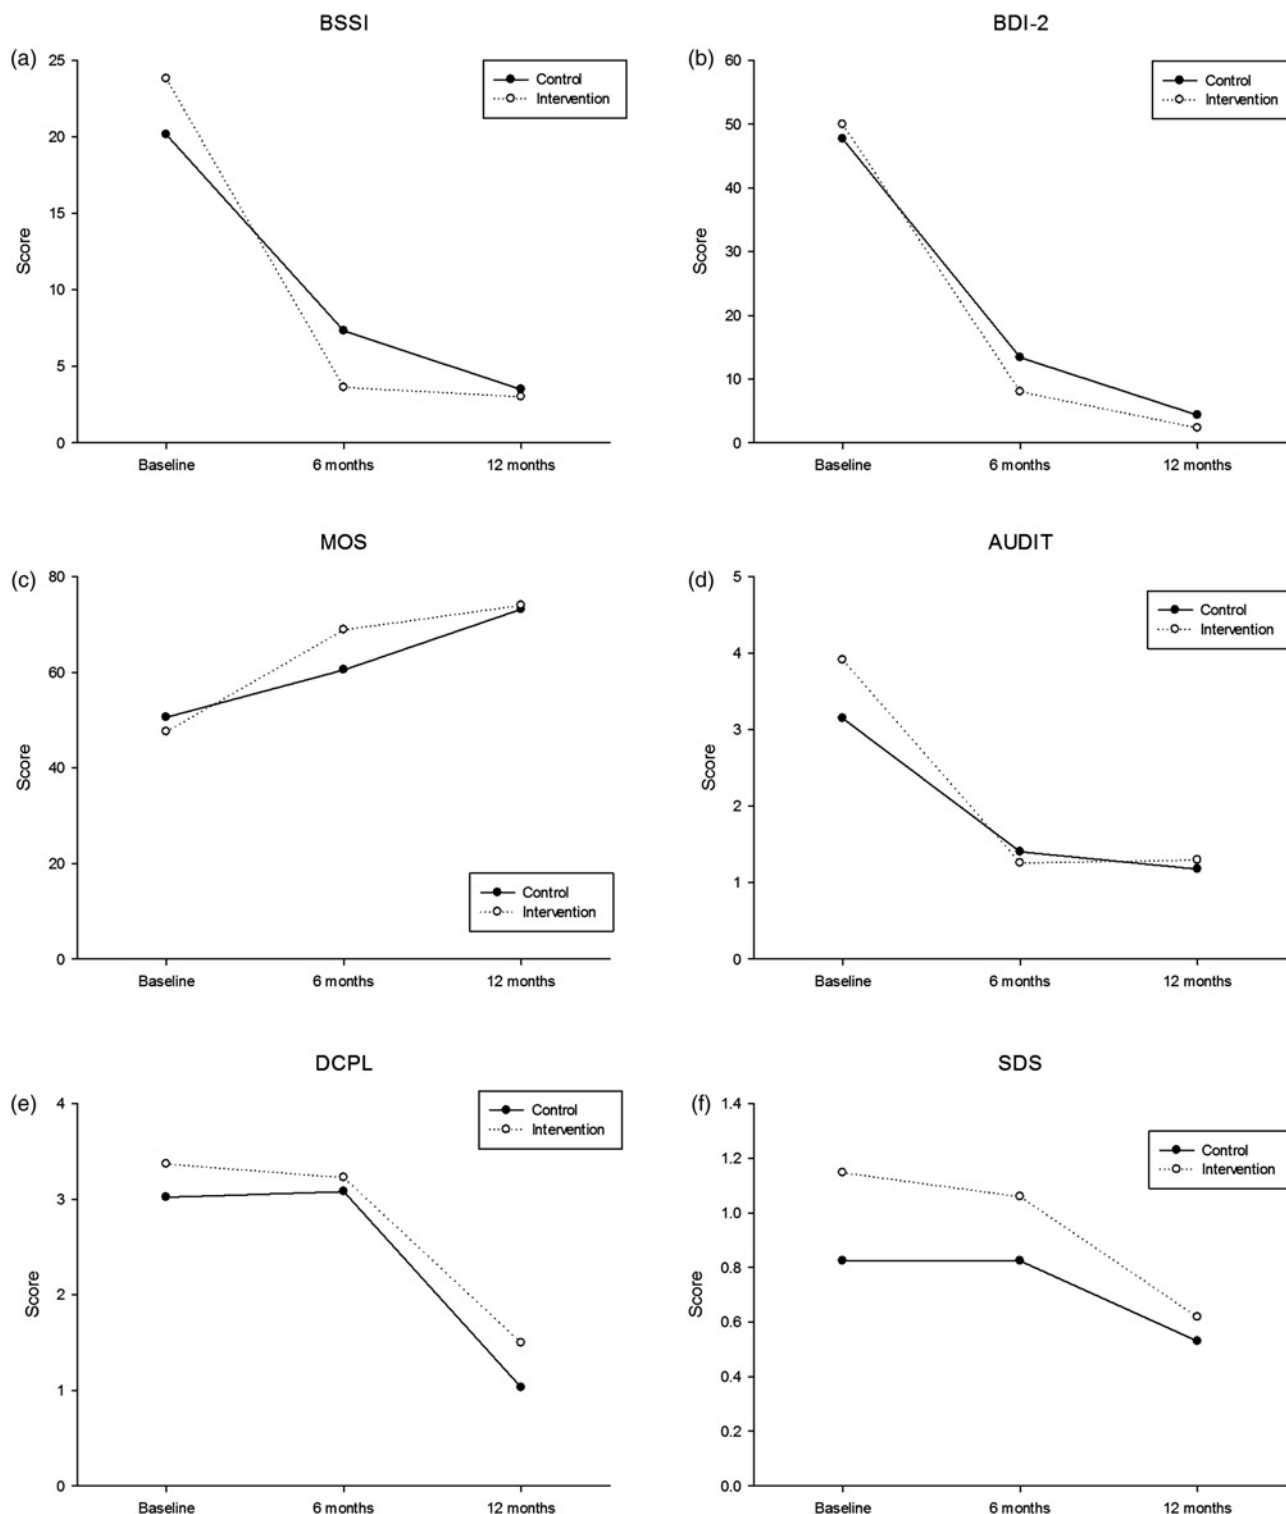 BSSI
(a)
25
20
15
10
5
0
Score
Control
Intervention
Baseline
6 months
12 months
BDI-2
(b)
60
50
40
30
20
10
0
Score
Control
Intervention
Baseline
6 months
12 months
MOS
(c)
80
60
40
20
0
Score
Control
Intervention
Baseline
6 months
12 months
AUDIT
(d)
5
4
3
2
1
0
Score
Control
Intervention
Baseline
6 months
12 months
DCPL
(e)
4
3
2
1
0
Score
Control
Intervention
Baseline
6 months
12 months
SDS
(f)
1.4
1.2
1.0
0.8
0.6
0.4
0.2
0.0
Score
Control
Intervention
Baseline
6 months
12 months